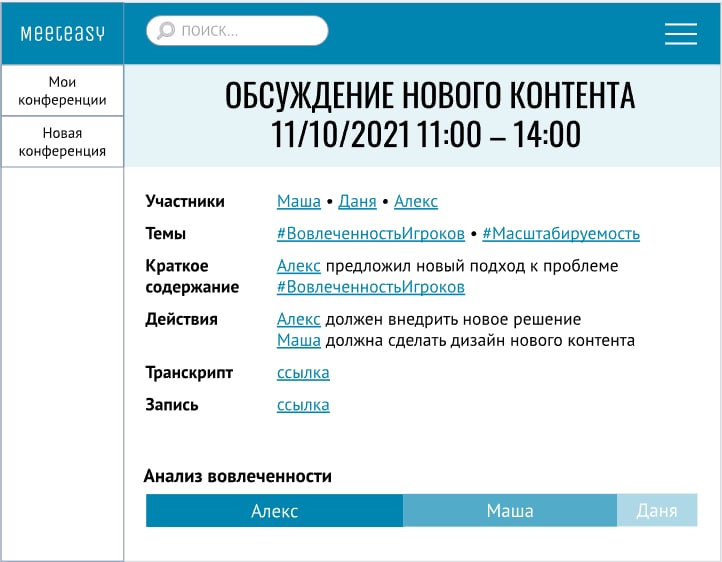 Meeteasy
ПОИСК...
Мои
конференции
Новая
конференция
ОБСУЖДЕНИЕ НОВОГО КОНТЕНТА
11/10/2021 11:00 – 14:00
Участники Маша • Даня • Алекс
Темы #ВовлеченностьИгроков • #Масштабируемость
Краткое Алекс предложил новый подход к проблеме
содержание #ВовлеченностьИгроков
Действия Алекс должен внедрить новое решение
Маша должна сделать дизайн нового контента
Транскрипт ссылка
Запись ссылка
Анализ вовлеченности
Алекс Маша Даня